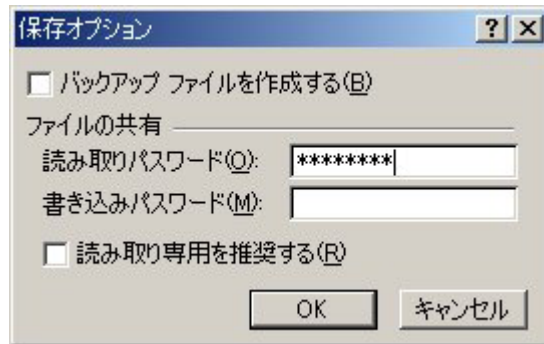 保存オプション
バックアップ ファイルを作成する(B)
ファイルの共有
読み取りパスワード(O): ********
書き込みパスワード(M):
読み取り専用を推奨する(R)
OK キャンセル